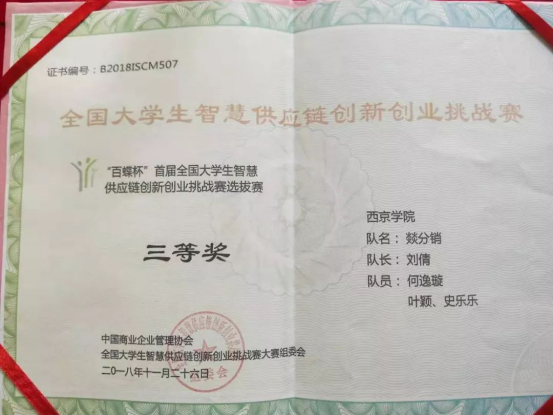 证书编号：B2018ISCM507
全国大学生智慧供应链创新创业挑战赛
“百蝶杯”首届全国大学生智慧
供应链创新创业挑战赛选拔赛
三等奖
西京学院
队名：燚分销
队长：刘倩
队员：何逸璇
叶颖、史乐乐
中国商业企业管理协会
全国大学生智慧供应链创新创业挑战赛大赛组委会
二〇一八年十一月二十六日
组委会